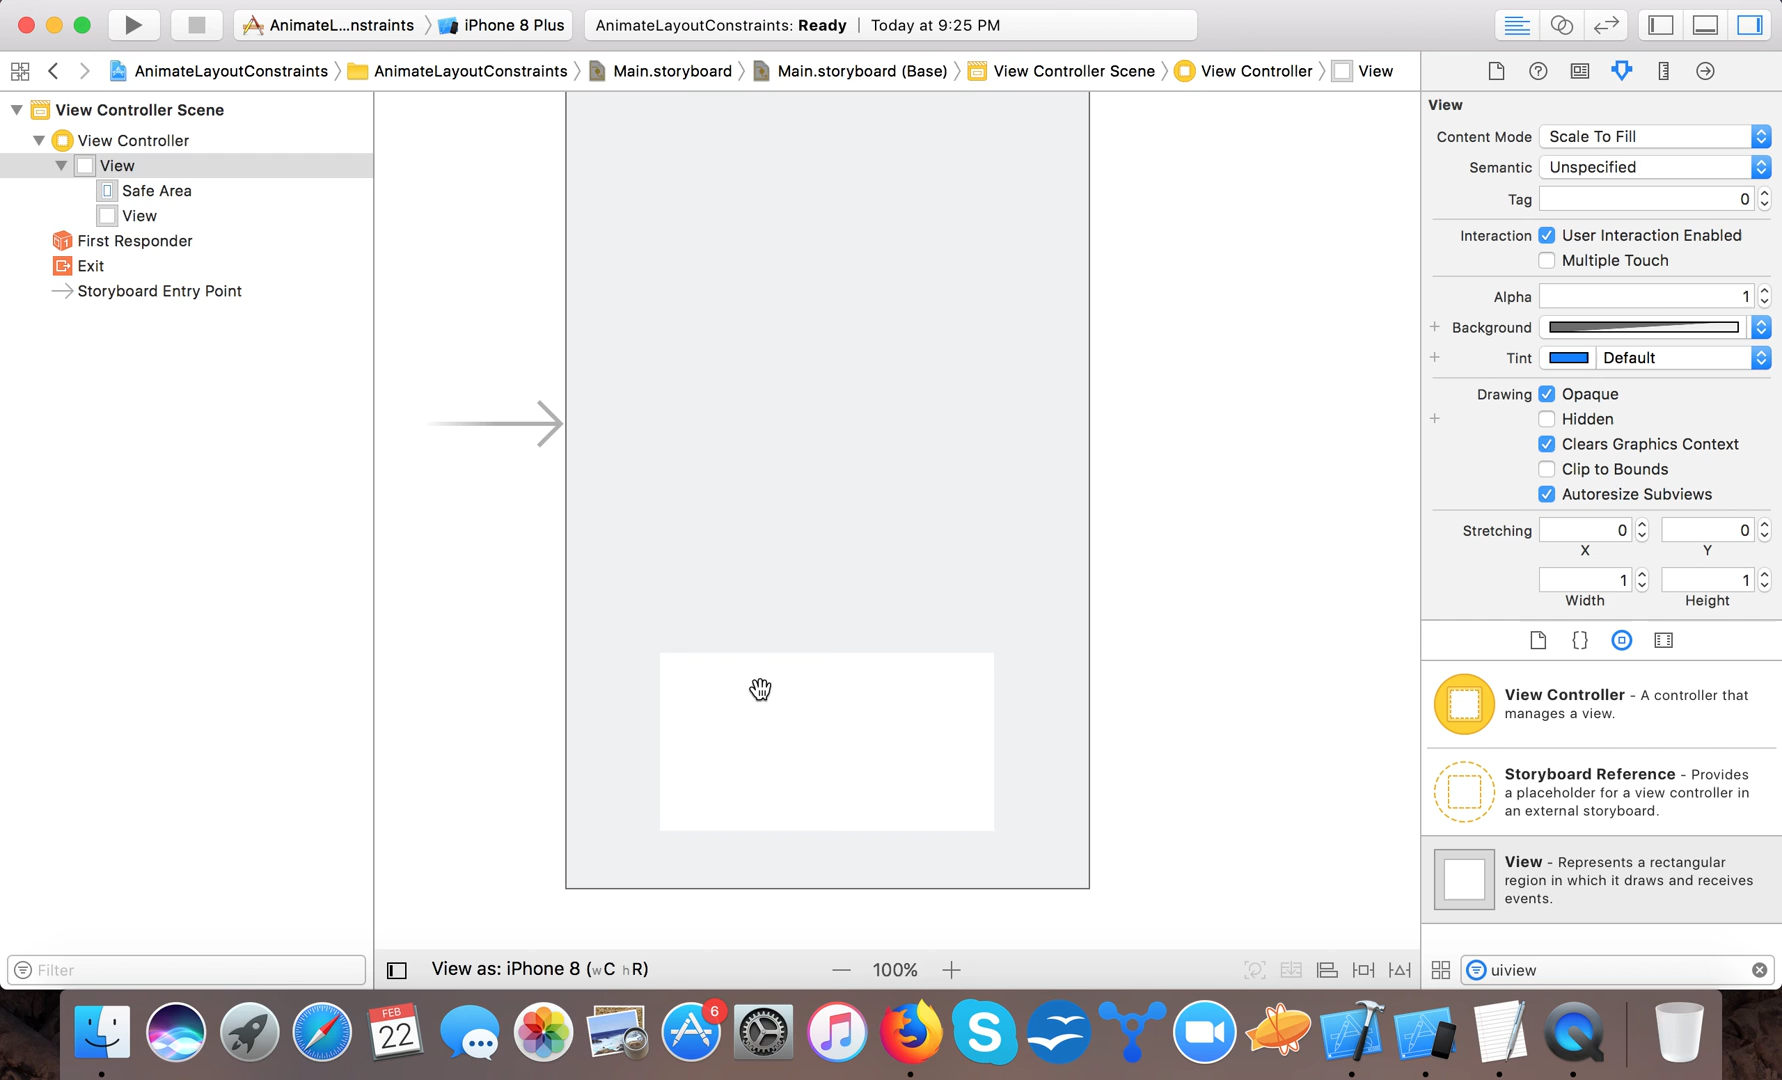 AnimateL...nstraints
iPhone 8 Plus
AnimateLayoutConstraints: Ready | Today at 9:25 PM
AnimateLayoutConstraints
AnimateLayoutConstraints
Main.storyboard
Main.storyboard (Base)
View Controller Scene
View Controller
View
View Controller Scene
View Controller
View
Safe Area
View
First Responder
Exit
Storyboard Entry Point
View
Content Mode Scale To Fill
Semantic Unspecified
Tag 0
Interaction User Interaction Enabled
Multiple Touch
Alpha 1
Background
Tint Default
Drawing Opaque
Hidden
Clears Graphics Context
Clip to Bounds
Autoresize Subviews
Stretching 0 0
X Y
1 1
Width Height
View Controller - A controller that
manages a view.
Storyboard Reference - Provides
a placeholder for a view controller in
an external storyboard.
View - Represents a rectangular
region in which it draws and receives
events.
Filter
View as: iPhone 8 (wC hR)
100%
uiview
FEB
22
6